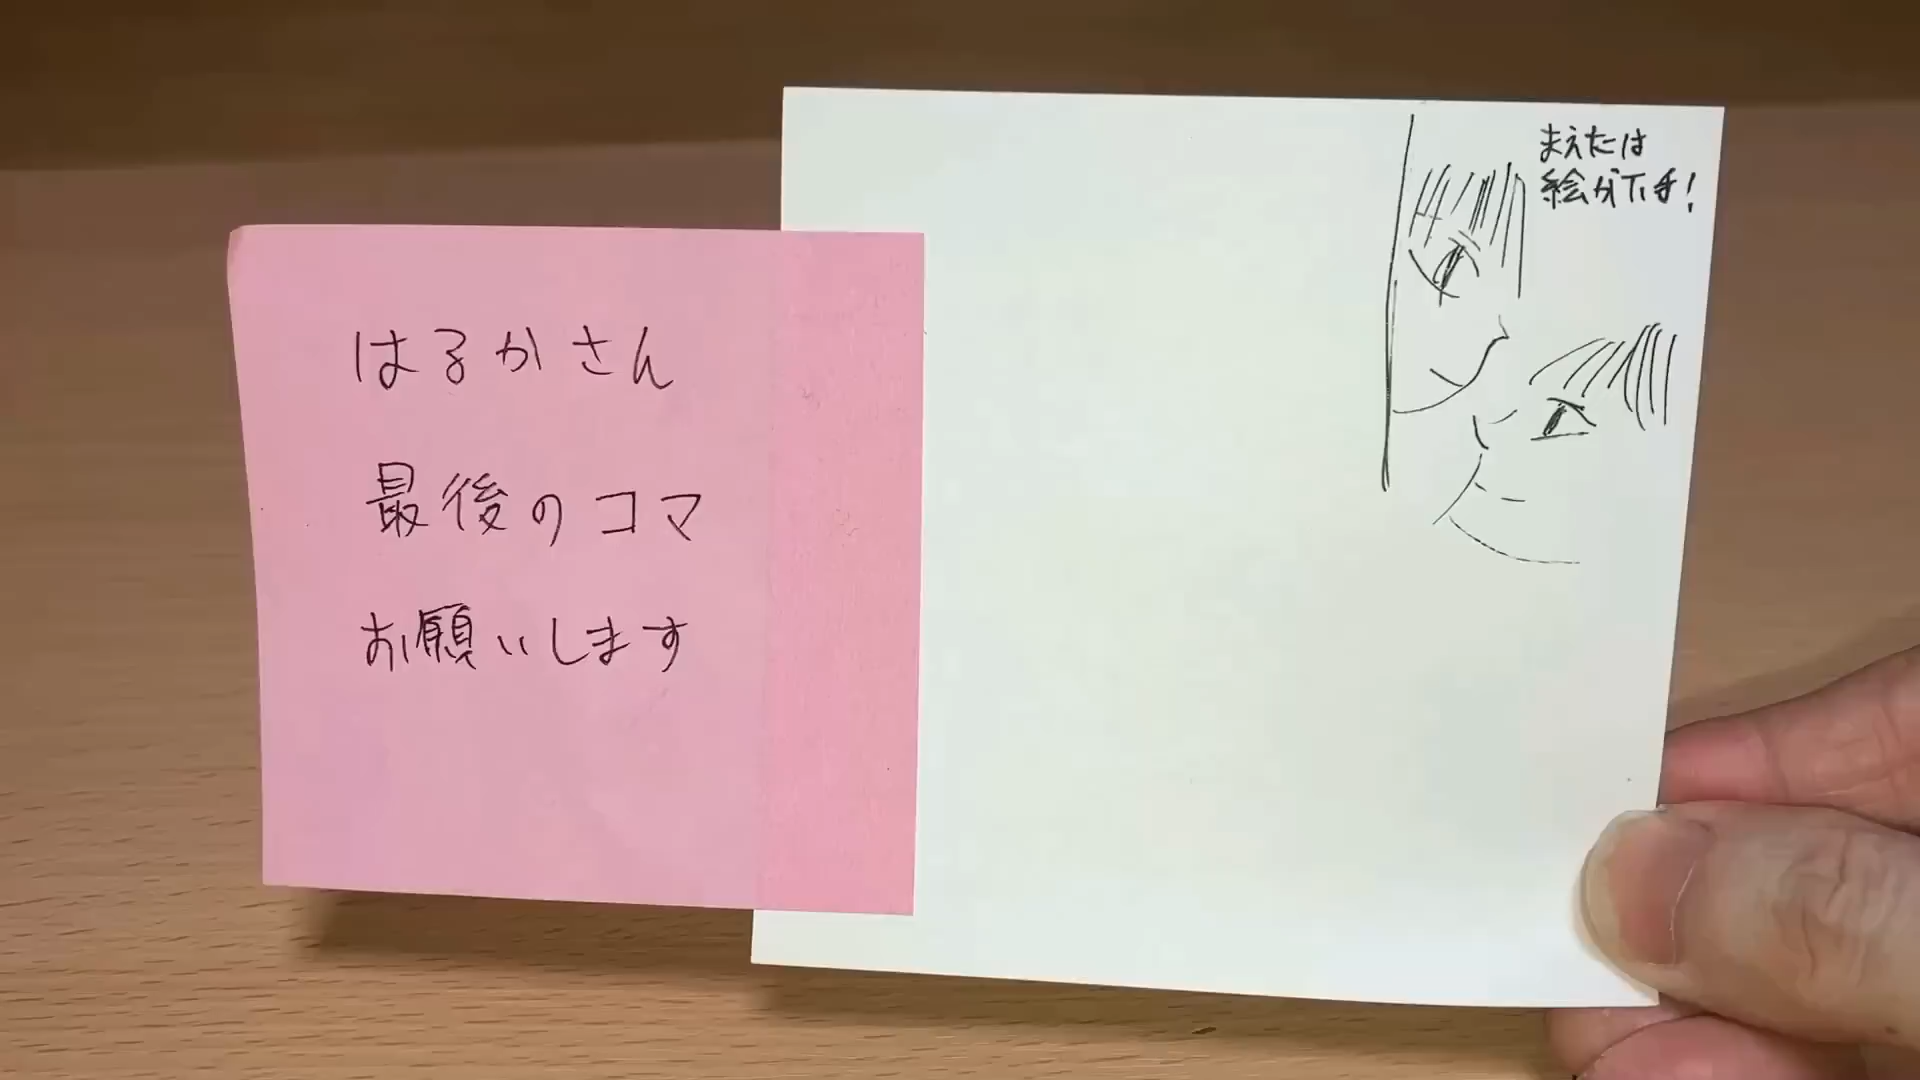 はるかさん
最後のコマ
お願いします
まえたは
絵が下手!